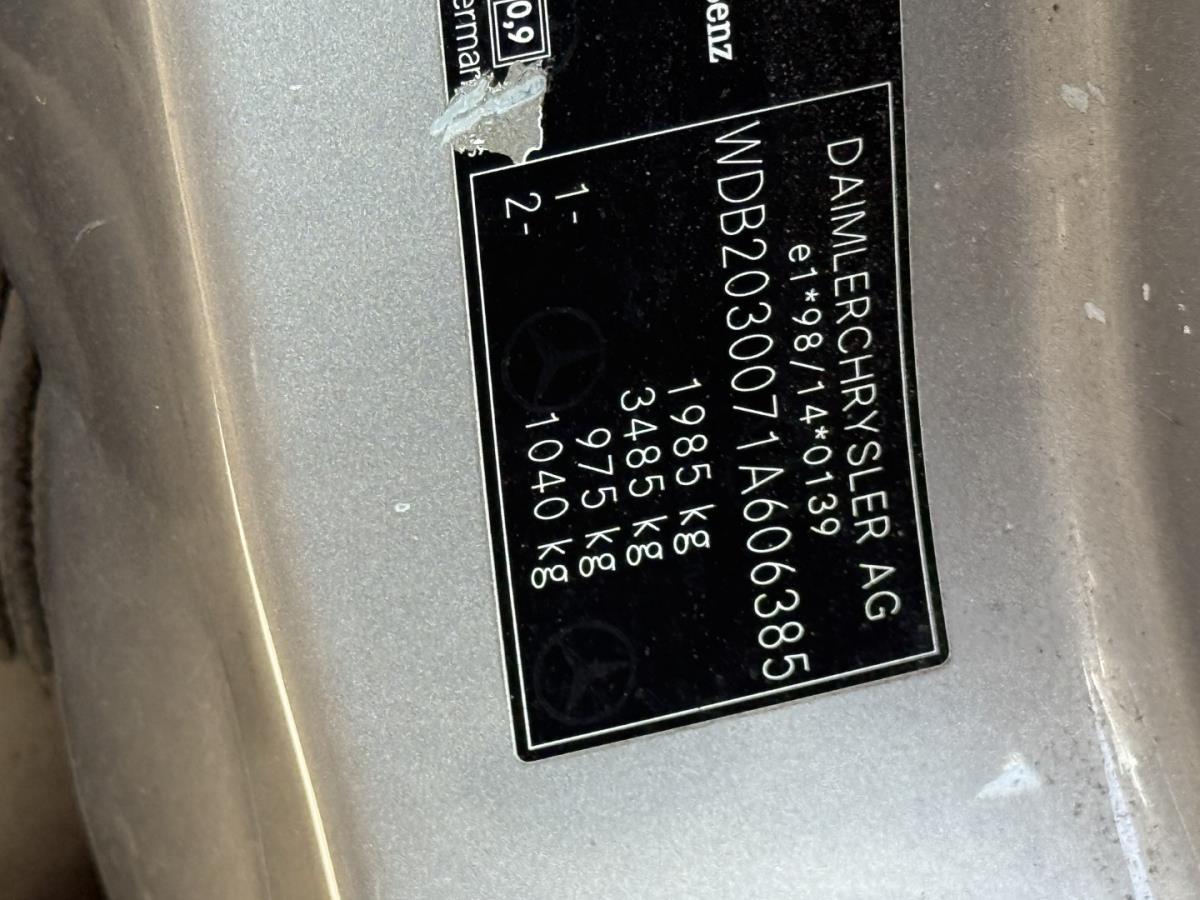 enz
0,9
ermany
DAIMLERCHRYSLER AG
e1*98/14*0139
WDB2030071A606385
1985 kg
3485 kg
1- 975 kg
2- 1040 kg